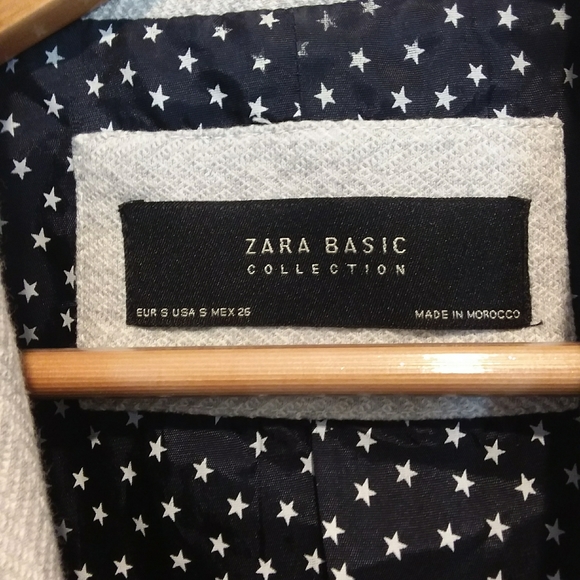 ZARA BASIC
COLLECTION
EUR S USA S MEX 26
MADE IN MOROCCO